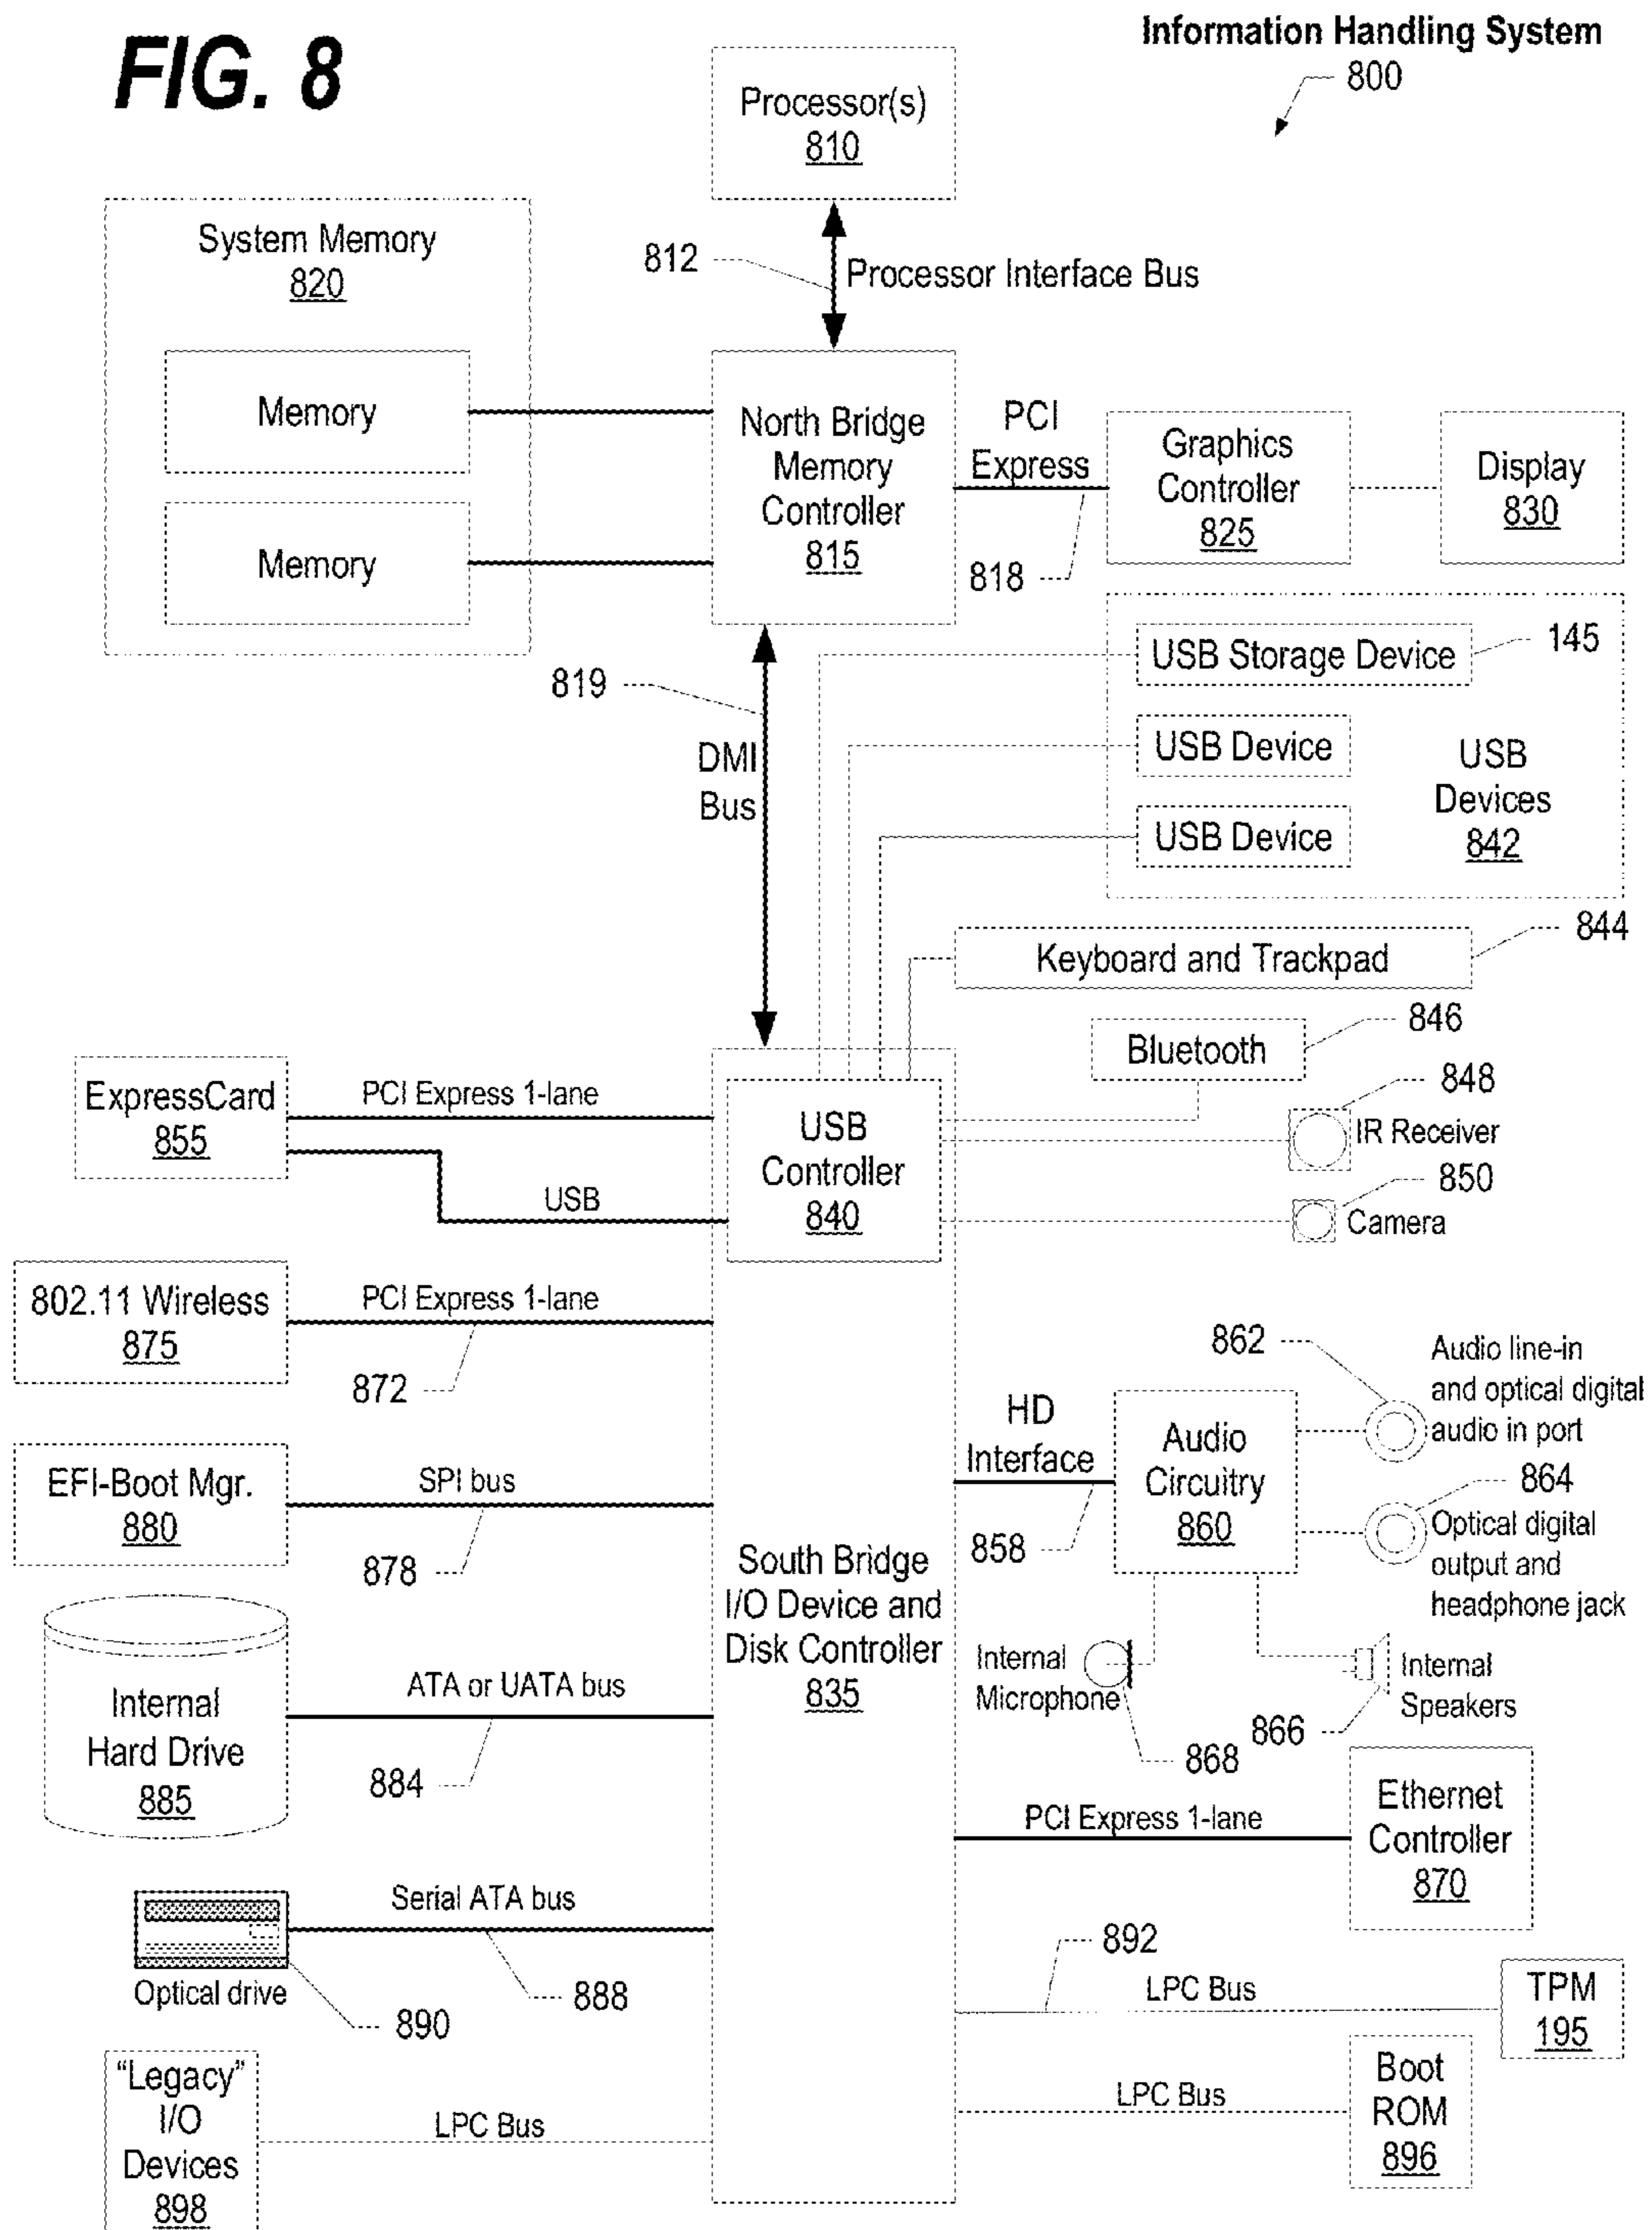 FIG. 8
Information Handling System
800
Processor(s)
810
System Memory
820
812
Processor Interface Bus
Memory
Memory
North Bridge
Memory
Controller
815
PCI
Express
818
Graphics
Controller
825
Display
830
819
DMI
Bus
USB Storage Device
145
USB Device
USB Device
USB
Devices
842
Keyboard and Trackpad
844
Bluetooth
846
848
IR Receiver
850
Camera
ExpressCard
855
PCI Express 1-lane
USB
USB
Controller
840
802.11 Wireless
875
PCI Express 1-lane
872
862
Audio line-in
and optical digital
audio in port
HD
Interface
858
Audio
Circuitry
860
864
Optical digital
output and
headphone jack
EFI-Boot Mgr.
880
SPI bus
878
South Bridge
I/O Device and
Disk Controller
835
Internal
Microphone
868
866
Internal
Speakers
Internal
Hard Drive
885
ATA or UATA bus
884
PCI Express 1-lane
Ethernet
Controller
870
Serial ATA bus
888
Optical drive
890
892
LPC Bus
TPM
195
"Legacy"
I/O
Devices
898
LPC Bus
LPC Bus
Boot
ROM
896